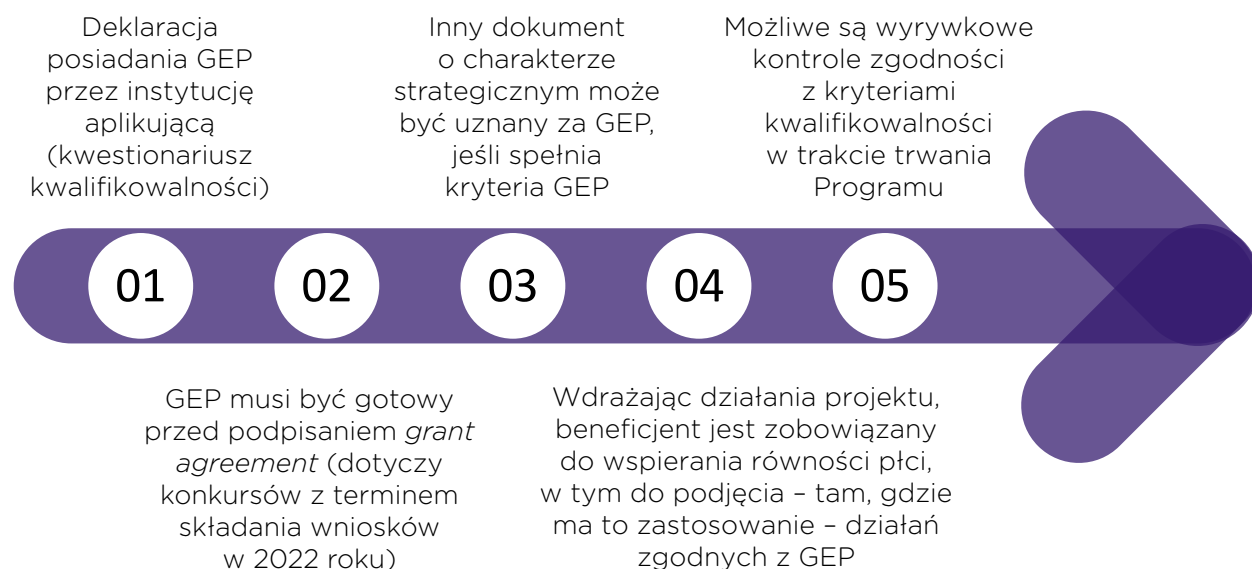 Deklaracja
posiadania GEP
przez instytucję
aplikującą
(kwestionariusz
kwalifikowalności)
Inny dokument
o charakterze
strategicznym może
być uznany za GEP,
jeśli spełnia
kryteria GEP
Możliwe są wyrywkowe
kontrole zgodności
z kryteriami
kwalifikowalności
w trakcie trwania
Programu
01
02
03
04
05
GEP musi być gotowy
przed podpisaniem grant
agreement (dotyczy
konkursów z terminem
składania wniosków
w 2022 roku)
Wdrażając działania projektu,
beneficjent jest zobowiązany
do wspierania równości płci,
w tym do podjęcia – tam, gdzie
ma to zastosowanie – działań
zgodnych z GEP